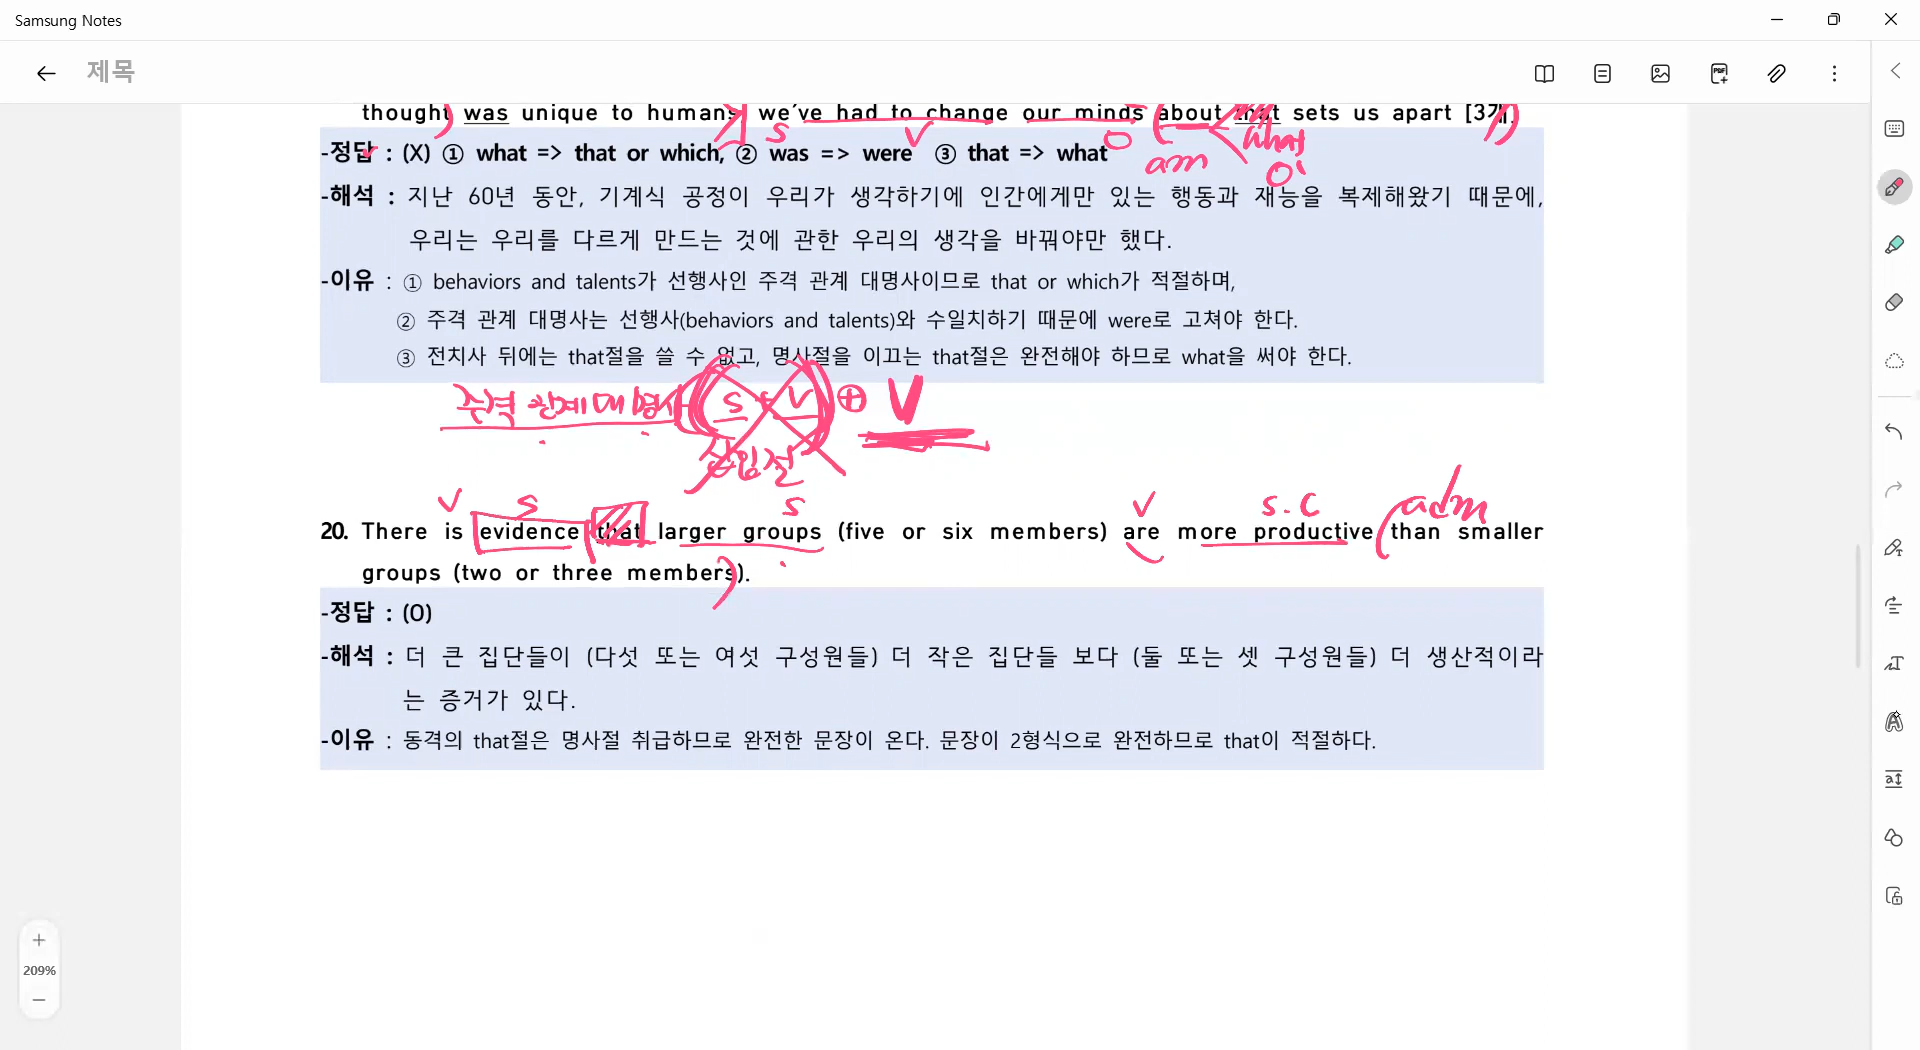 Samsung Notes
제목
thought was unique to humans, we've had to change our minds about that sets us apart [3개]
S V O what
am O
-정답 : (X) ① what => that or which, ② was => were ③ that => what
-해석 : 지난 60년 동안, 기계식 공정이 우리가 생각하기에 인간에게만 있는 행동과 재능을 복제해왔기 때문에,
우리는 우리를 다르게 만드는 것에 관한 우리의 생각을 바꿔야만 했다.
-이유 : ① behaviors and talents가 선행사인 주격 관계 대명사이므로 that or which가 적절하며,
② 주격 관계 대명사는 선행사(behaviors and talents)와 수일치하기 때문에 were로 고쳐야 한다.
③ 전치사 뒤에는 that절을 쓸 수 없고, 명사절을 이끄는 that절은 완전해야 하므로 what을 써야 한다.
주격 관계대명사 (S + V) ⊕ V
삽입절
V S S V S.C adm
20. There is evidence that larger groups (five or six members) are more productive than smaller
groups (two or three members).
-정답 : (O)
-해석 : 더 큰 집단들이 (다섯 또는 여섯 구성원들) 더 작은 집단들 보다 (둘 또는 셋 구성원들) 더 생산적이라
는 증거가 있다.
-이유 : 동격의 that절은 명사절 취급하므로 완전한 문장이 온다. 문장이 2형식으로 완전하므로 that이 적절하다.
209%